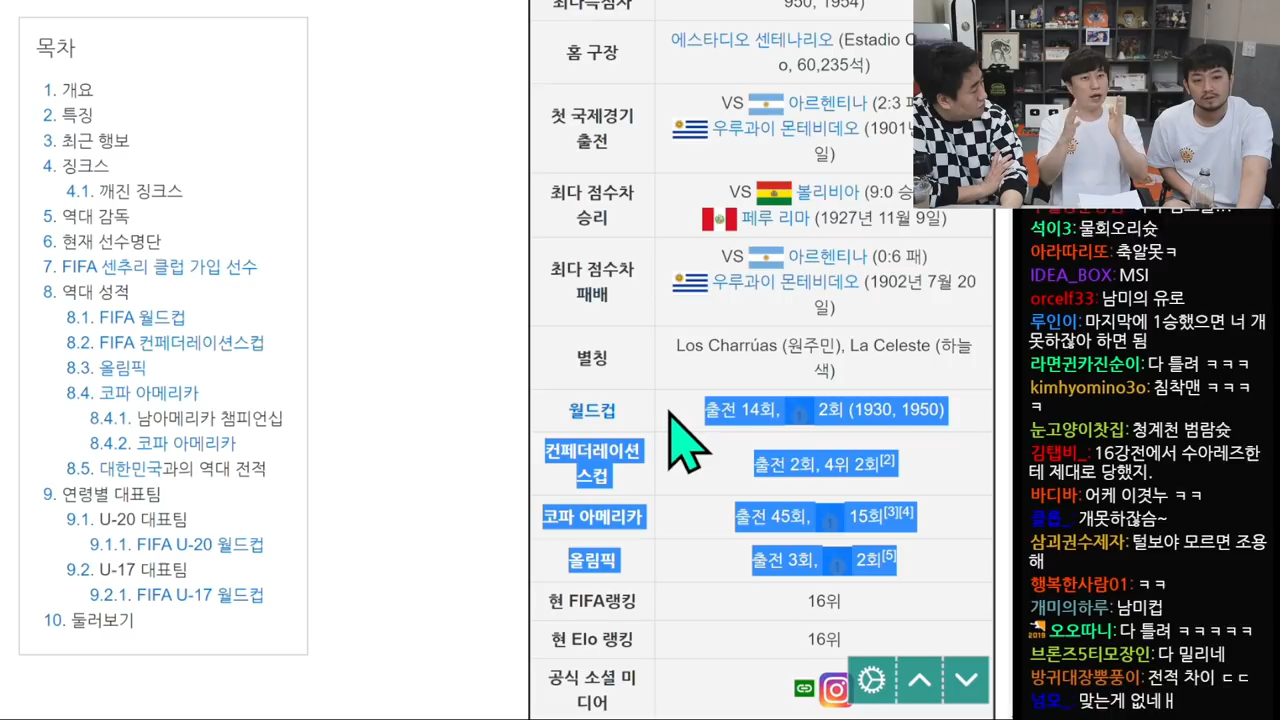 목차
1. 개요
2. 특징
3. 최근 행보
4. 징크스
4.1. 깨진 징크스
5. 역대 감독
6. 현재 선수명단
7. FIFA 센추리 클럽 가입 선수
8. 역대 성적
8.1. FIFA 월드컵
8.2. FIFA 컨페더레이션스컵
8.3. 올림픽
8.4. 코파 아메리카
8.4.1. 남아메리카 챔피언십
8.4.2. 코파 아메리카
8.5. 대한민국과의 역대 전적
9. 연령별 대표팀
9.1. U-20 대표팀
9.1.1. FIFA U-20 월드컵
9.2. U-17 대표팀
9.2.1. FIFA U-17 월드컵
10. 둘러보기
최다득점자
950, 1954)
홈 구장
에스타디오 센테나리오 (Estadio
o, 60,235석)
첫 국제경기
출전
VS 아르헨티나 (2:3
우루과이 몬테비데오 (1901
일)
최다 점수차
승리
VS 볼리비아 (9:0
페루 리마 (1927년 11월 9일)
최다 점수차
패배
VS 아르헨티나 (0:6 패)
우루과이 몬테비데오 (1902년 7월 20
일)
별칭
Los Charrúas (원주민), La Celeste (하늘
색)
월드컵
출전 14회, 2회 (1930, 1950)
컨페더레이션
스컵
출전 2회, 4위 2회[2]
코파 아메리카
출전 45회, 15회[3][4]
올림픽
출전 3회, 2회[5]
현 FIFA랭킹
16위
현 Elo 랭킹
16위
공식 소셜 미
디어
석이3: 물회오리슛
아라따리또: 축알못ㅋ
IDEA_BOX: MSI
orcelf33: 남미의 유로
루인이: 마지막에 1승했으면 너 개
못하잖아 하면 됨
라면귄카진순이: 다 틀려 ㅋㅋㅋ
kimhyomino3o: 침착맨 ㅋㅋㅋ
ㅋ
눈고양이찻집: 청계천 범람슛
김탭비_: 16강전에서 수아레즈한
테 제대로 당했지.
바디바: 어케 이겻누 ㅋㅋ
개못하잖슴~
삼괴권수제자: 털보야 모르면 조용
해
행복한사람01: ㅋㅋ
개미의하루: 남미컵
2019 오오따니: 다 틀려 ㅋㅋㅋㅋㅋ
브론즈5티모장인: 다 밀리네
방귀대장뿡풍이: 전적 차이 ㄷㄷ
넘모_: 맞는게 없네ㅐ